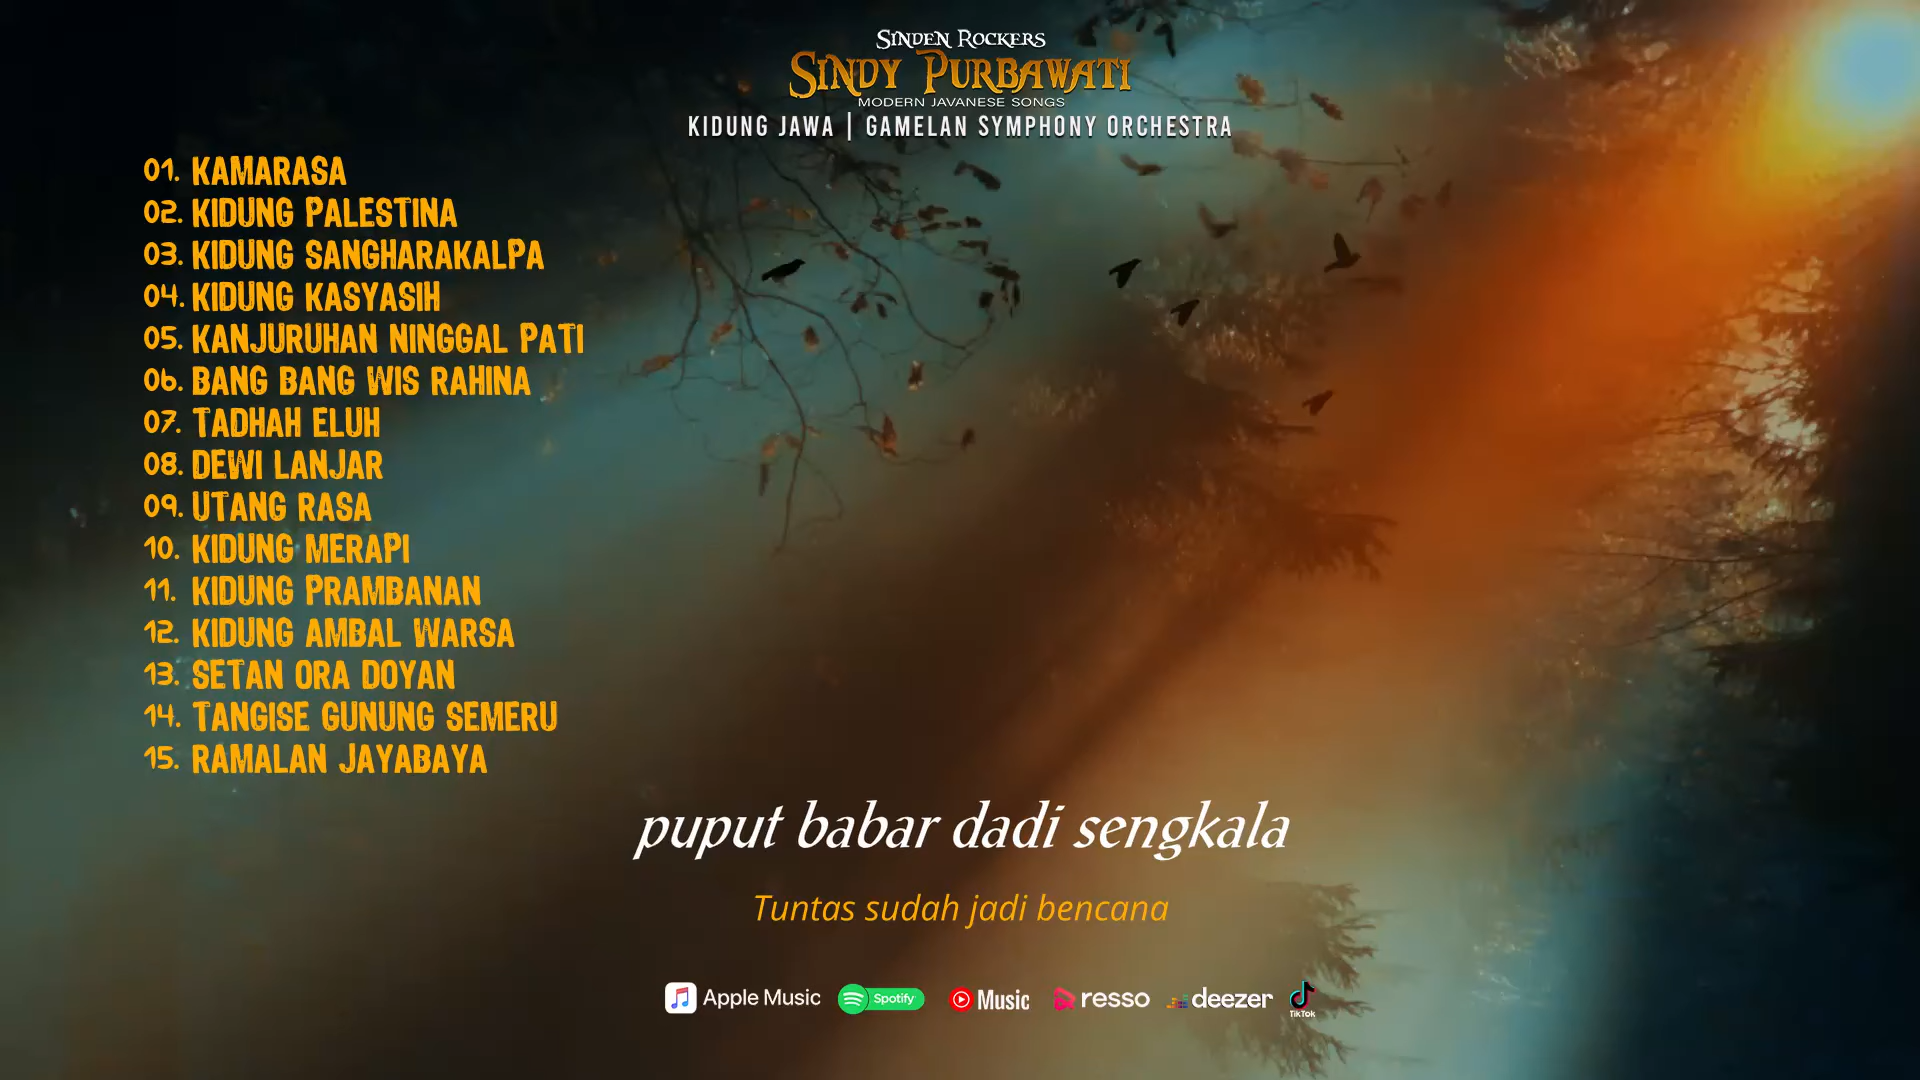 SINDEN ROCKERS
SINDY PURBAWATI
MODERN JAVANESE SONGS
KIDUNG JAWA | GAMELAN SYMPHONY ORCHESTRA
01. KAMARASA
02. KIDUNG PALESTINA
03. KIDUNG SANGHARAKALPA
04. KIDUNG KASYASIH
05. KANJURUHAN NINGGAL PATI
06. BANG BANG WIS RAHINA
07. TADHAH ELUH
08. DEWI LANJAR
09. UTANG RASA
10. KIDUNG MERAPI
11. KIDUNG PRAMBANAN
12. KIDUNG AMBAL WARSA
13. SETAN ORA DOYAN
14. TANGISE GUNUNG SEMERU
15. RAMALAN JAYABAYA
puput babar dadi sengkala
Tuntas sudah jadi bencana
Apple Music Spotify Music resso deezer TikTok